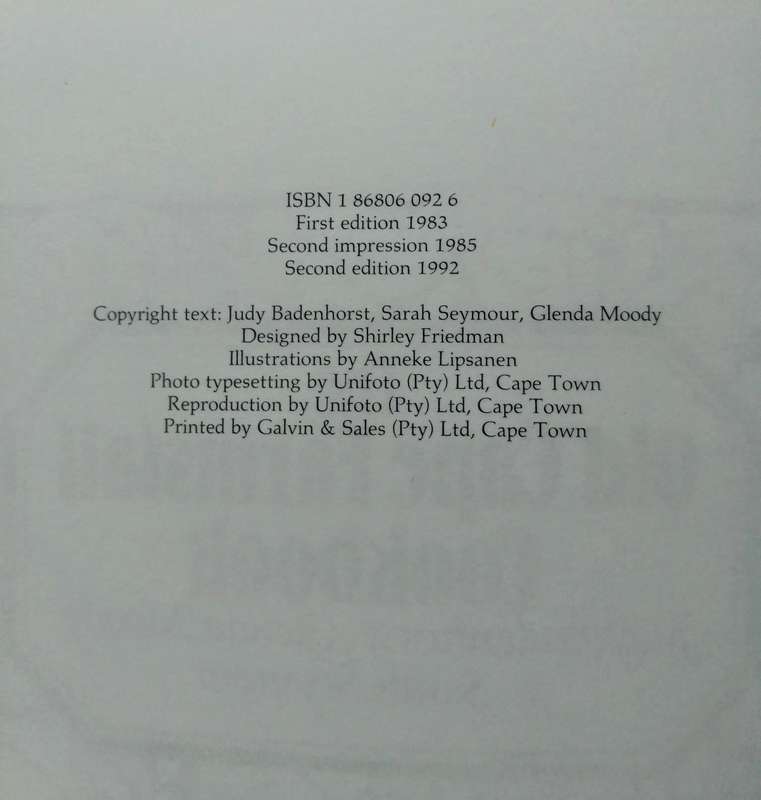 ISBN 1 86806 092 6
First edition 1983
Second impression 1985
Second edition 1992
Copyright text: Judy Badenhorst, Sarah Seymour, Glenda Moody
Designed by Shirley Friedman
Illustrations by Anneke Lipsanen
Photo typesetting by Unifoto (Pty) Ltd, Cape Town
Reproduction by Unifoto (Pty) Ltd, Cape Town
Printed by Galvin & Sales (Pty) Ltd, Cape Town